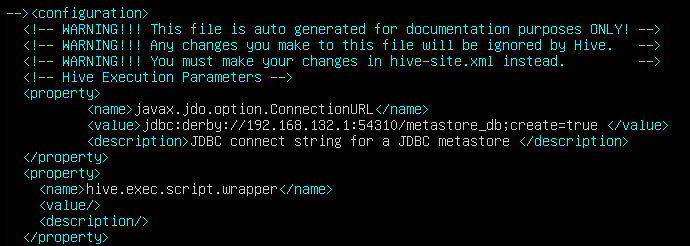 --><configuration>
<!-- WARNING!!! This file is auto generated for documentation purposes ONLY! -->
<!-- WARNING!!! Any changes you make to this file will be ignored by Hive.   -->
<!-- WARNING!!! You must make your changes in hive-site.xml instead.         -->
<!-- Hive Execution Parameters -->
<property>
<name>javax.jdo.option.ConnectionURL</name>
<value>jdbc:derby://192.168.132.1:54310/metastore_db;create=true </value>
<description>JDBC connect string for a JDBC metastore </description>
</property>
<property>
<name>hive.exec.script.wrapper</name>
<value/>
<description/>
</property>